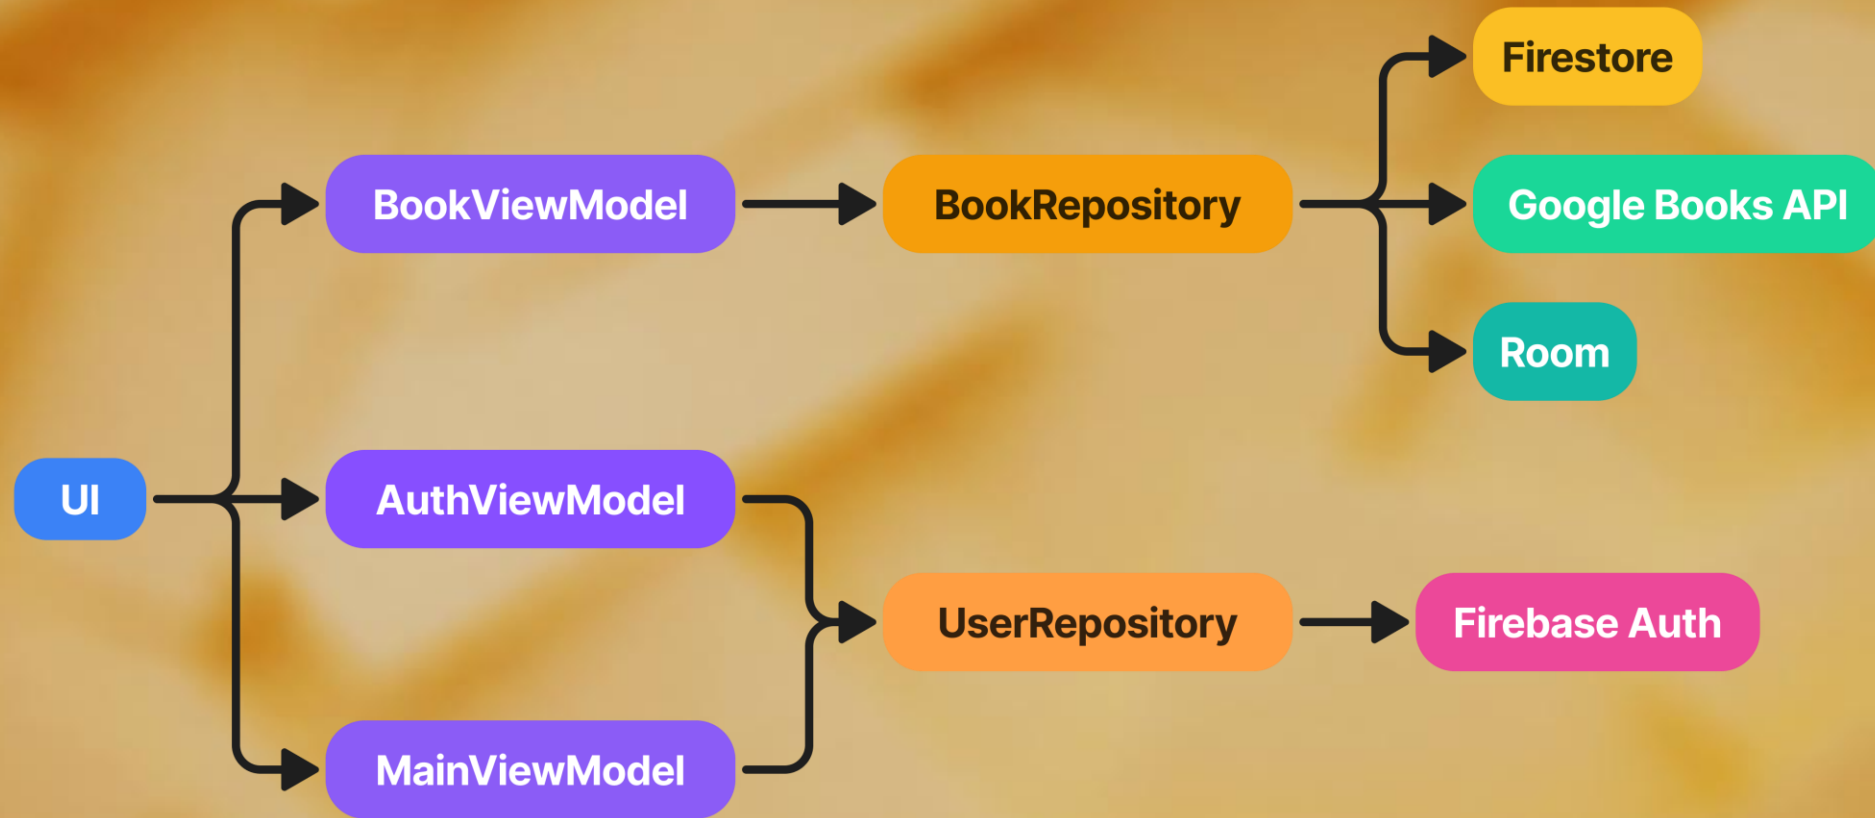 Firestore
BookViewModel
BookRepository
Google Books API
Room
UI
AuthViewModel
UserRepository
Firebase Auth
MainViewModel